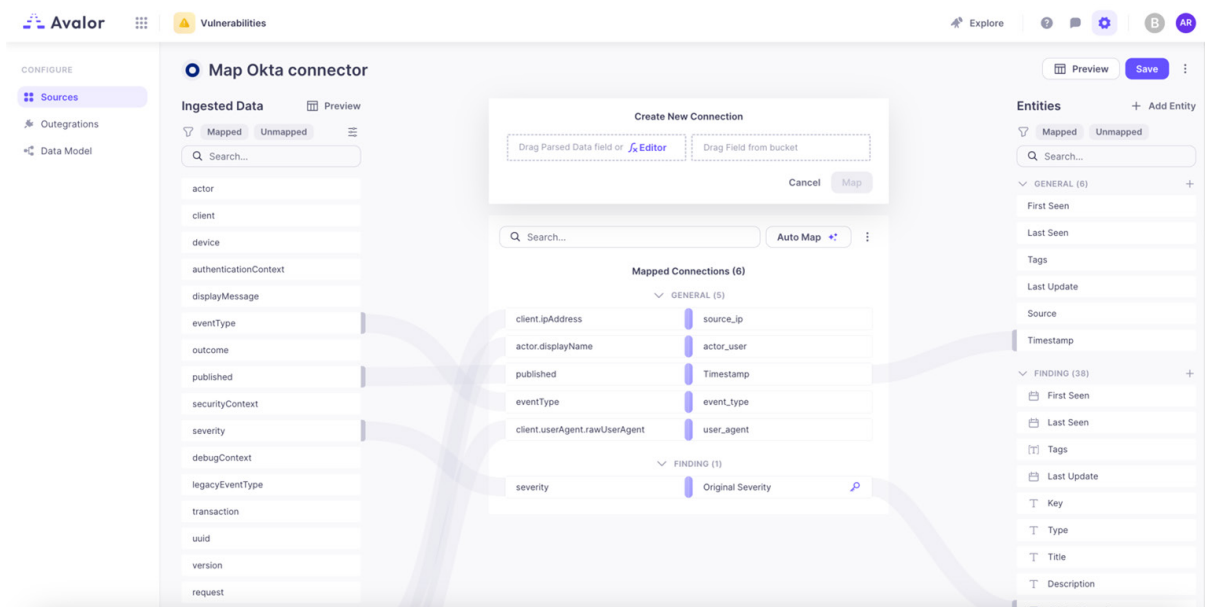 Avalor
Vulnerabilities
Explore
B
AR
CONFIGURE
Sources
Outegrations
Data Model
Map Okta connector
Preview
Save
Ingested Data
Preview
Mapped
Unmapped
Search...
actor
client
device
authenticationContext
displayMessage
eventType
outcome
published
securityContext
severity
debugContext
legacyEventType
transaction
uuid
version
request
Create New Connection
Drag Parsed Data field or fx Editor
Drag Field from bucket
Cancel
Map
Search...
Auto Map
Mapped Connections (6)
GENERAL (5)
client.ipAddress source_ip
actor.displayName actor_user
published Timestamp
eventType event_type
client.userAgent.rawUserAgent user_agent
FINDING (1)
severity Original Severity
Entities
+ Add Entity
Mapped
Unmapped
Search...
GENERAL (6)
First Seen
Last Seen
Tags
Last Update
Source
Timestamp
FINDING (38)
First Seen
Last Seen
Tags
Last Update
Key
Type
Title
Description